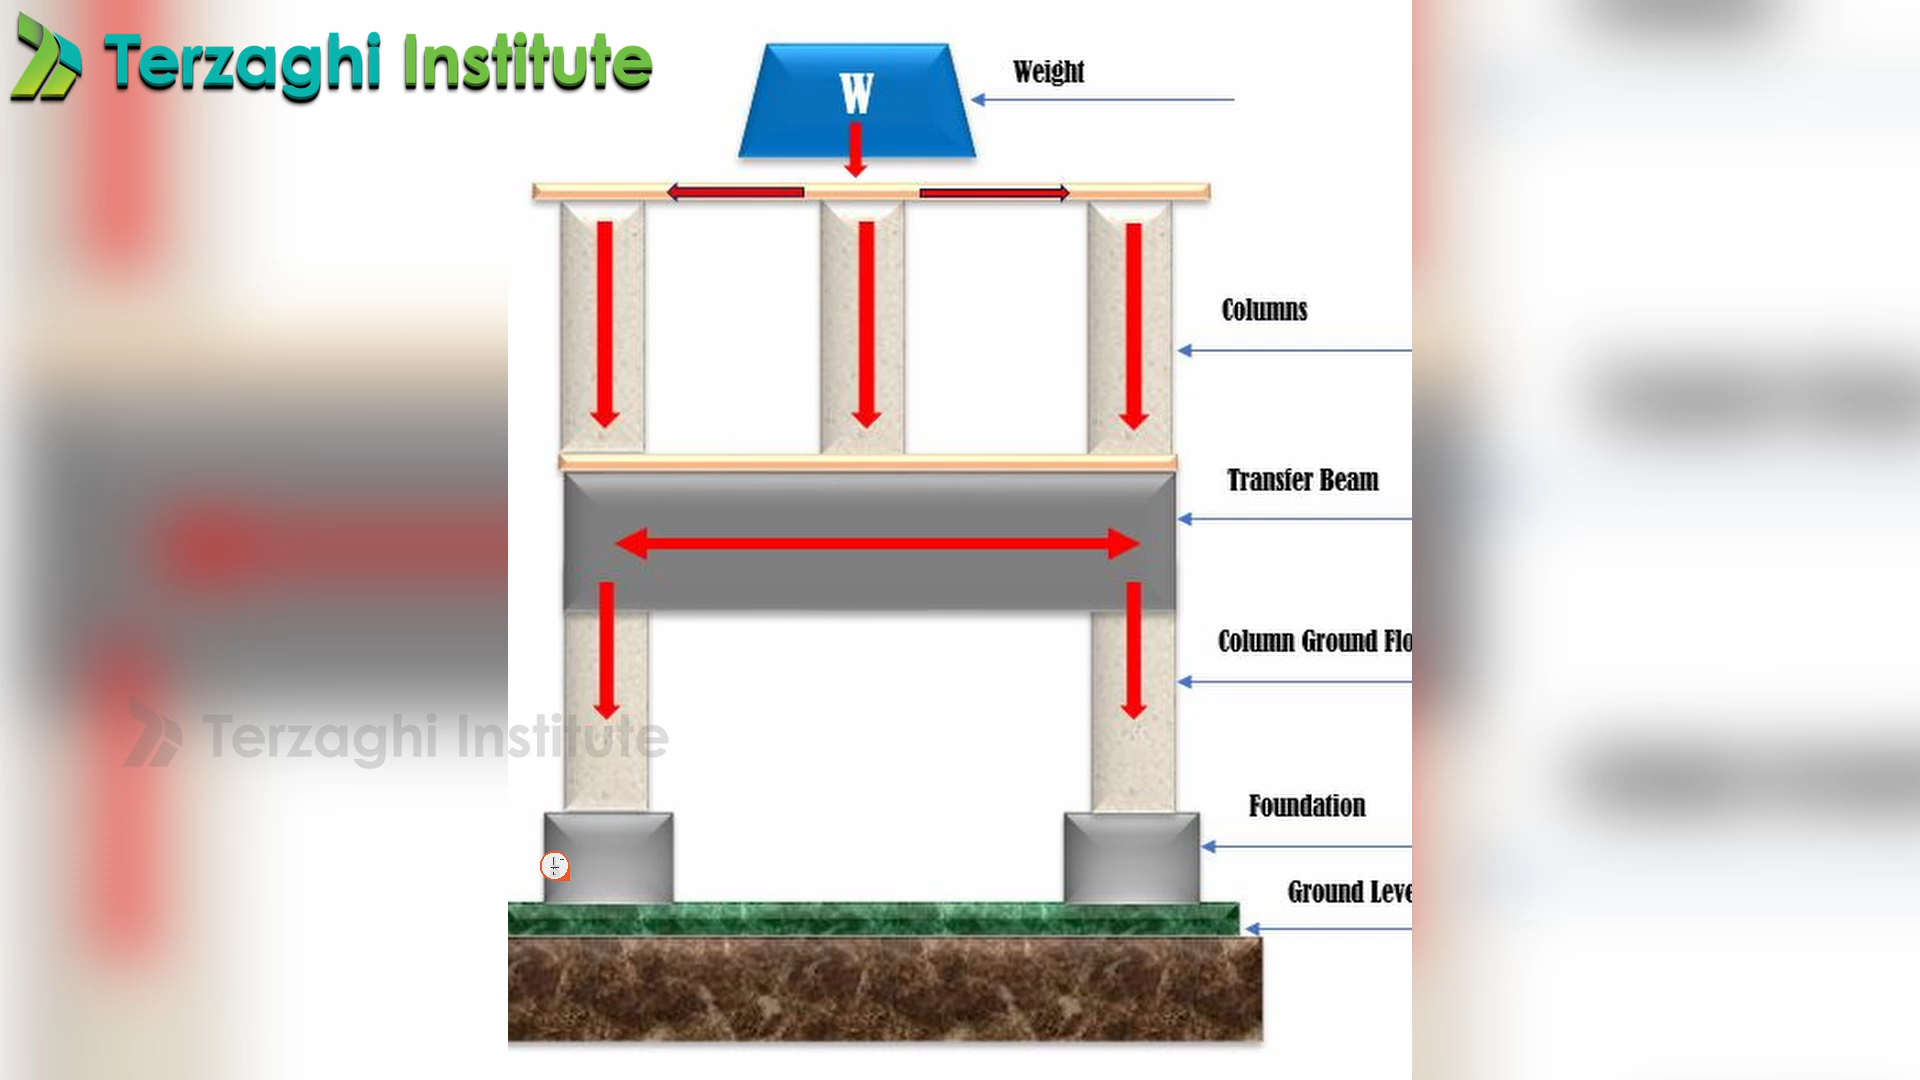 Terzaghi Institute
W
Weight
Columns
Transfer Beam
Column Ground Flo
Terzaghi Institute
Foundation
Ground Leve